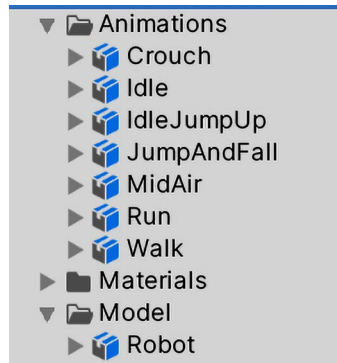 Animations
Crouch
Idle
IdleJumpUp
JumpAndFall
MidAir
Run
Walk
Materials
Model
Robot